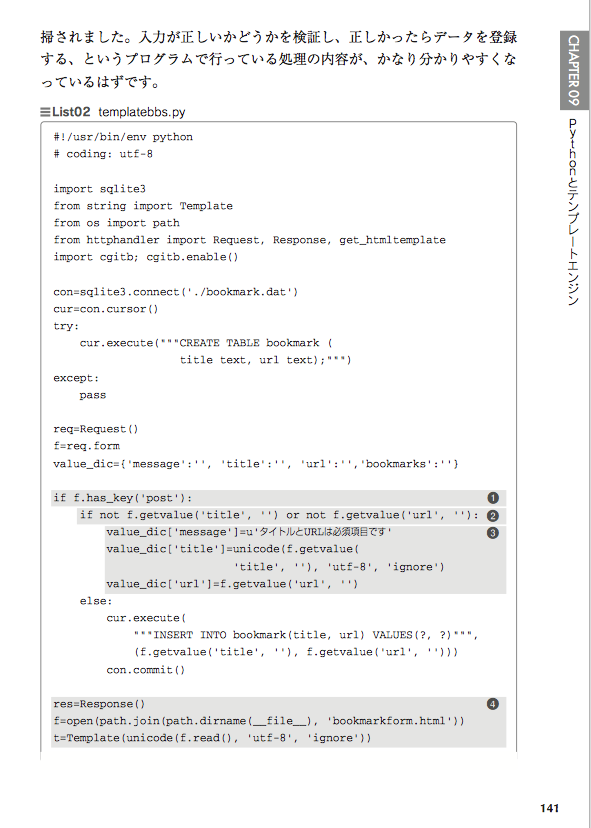 掃されました。入力が正しいかどうかを検証し、正しかったらデータを登録
する、というプログラムで行っている処理の内容が、かなり分かりやすくな
っているはずです。
List02 templatebbs.py
#!/usr/bin/env python
# coding: utf-8
import sqlite3
from string import Template
from os import path
from httphandler import Request, Response, get_htmltemplate
import cgitb; cgitb.enable()
con=sqlite3.connect('./bookmark.dat')
cur=con.cursor()
try:
    cur.execute("""CREATE TABLE bookmark (
                   title text, url text);""")
except:
    pass
req=Request()
f=req.form
value_dic={'message':'', 'title':'', 'url':'','bookmarks':''}
if f.has_key('post'): ❶
    if not f.getvalue('title', '') or not f.getvalue('url', ''): ❷
        value_dic['message']=u'タイトルとURLは必須項目です' ❸
        value_dic['title']=unicode(f.getvalue(
                           'title', ''), 'utf-8', 'ignore')
        value_dic['url']=f.getvalue('url', '')
    else:
        cur.execute(
            """INSERT INTO bookmark(title, url) VALUES(?, ?)""",
            (f.getvalue('title', ''), f.getvalue('url', '')))
        con.commit()
res=Response() ❹
f=open(path.join(path.dirname(__file__), 'bookmarkform.html'))
t=Template(unicode(f.read(), 'utf-8', 'ignore'))
CHAPTER 09
Pythonとテンプレートエンジン
141